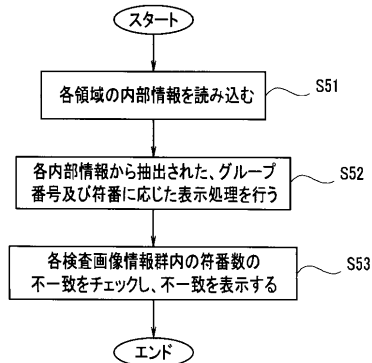 スタート
各領域の内部情報を読み込む
S51
各内部情報から抽出された、グループ
番号及び符番に応じた表示処理を行う
S52
各検査画像情報群内の符番数の
不一致をチェックし、不一致を表示する
S53
エンド